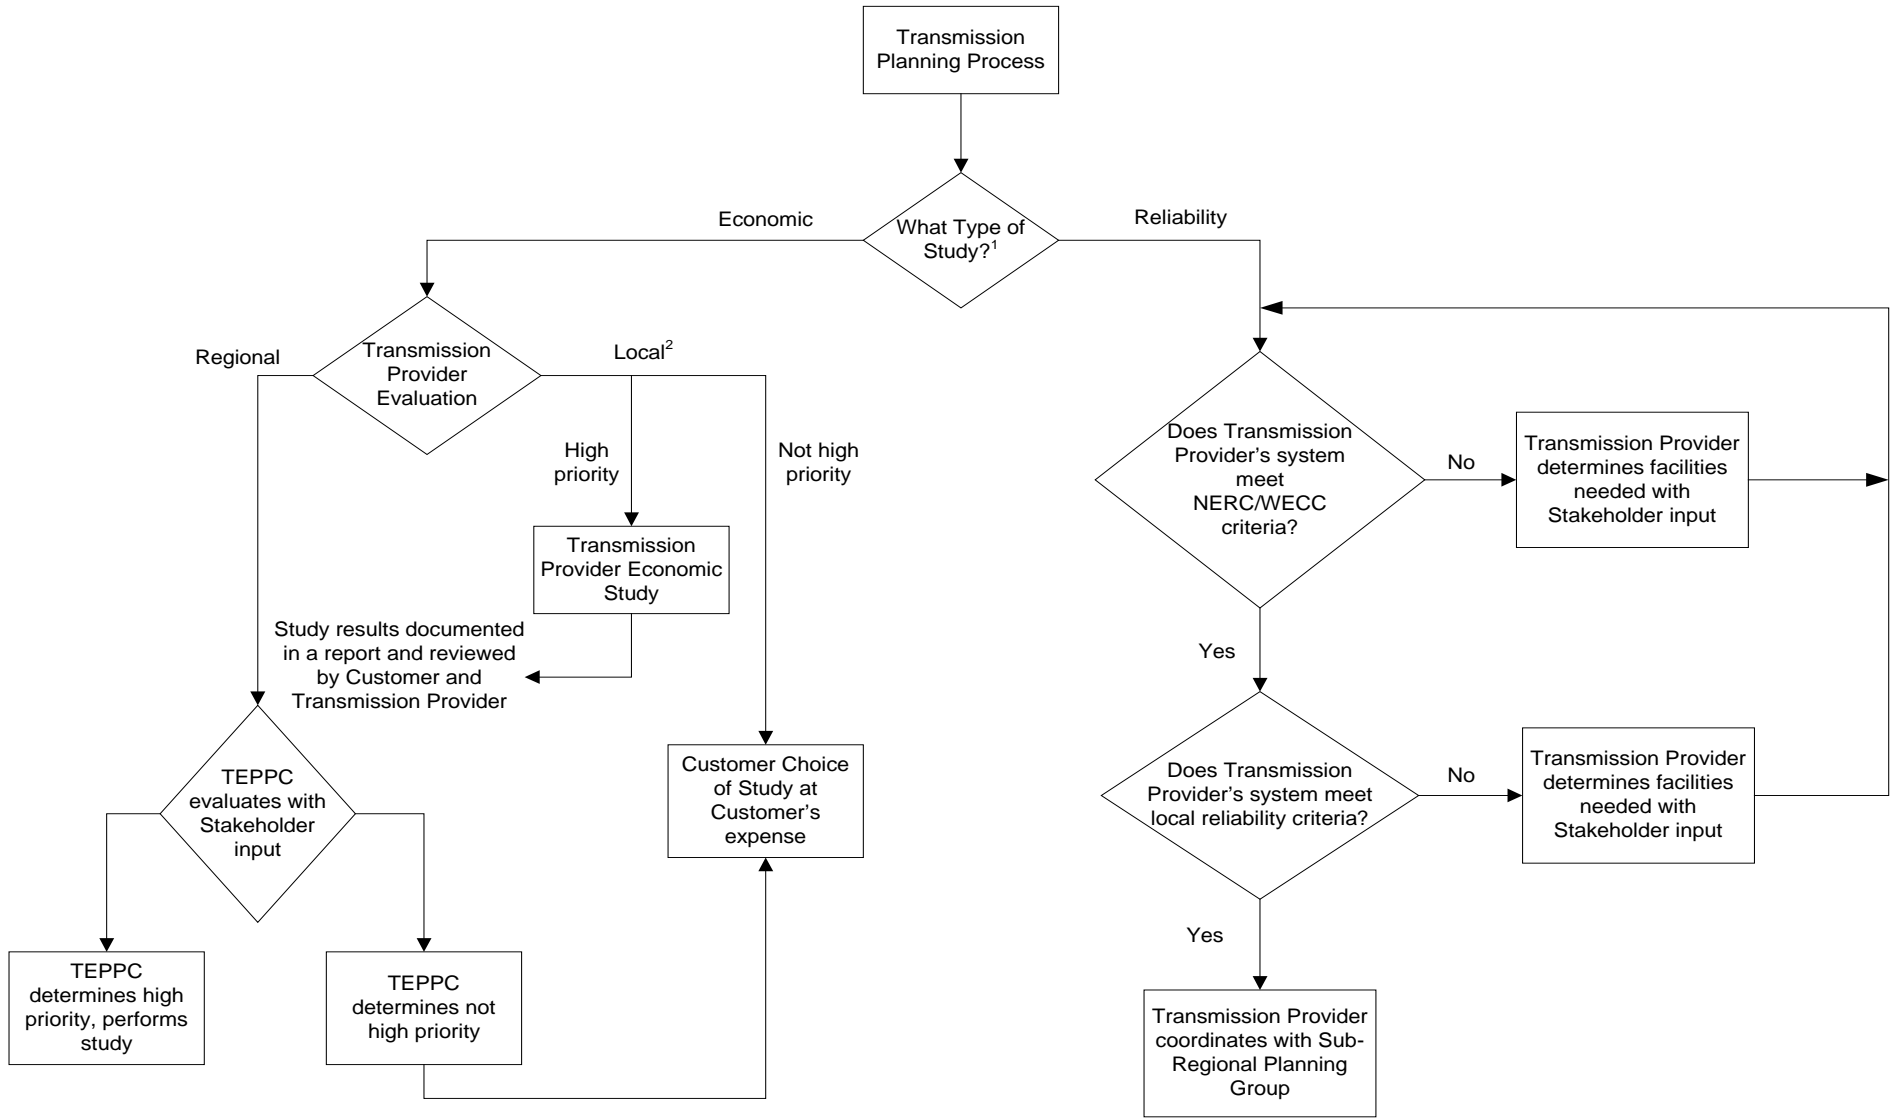 Transmission
Planning Process
What Type of
Study?1
Economic
Reliability
Transmission
Provider
Evaluation
Regional
Local2
High
priority
Not high
priority
Transmission
Provider Economic
Study
Study results documented
in a report and reviewed
by Customer and
Transmission Provider
TEPPC
evaluates with
Stakeholder
input
Customer Choice
of Study at
Customer's
expense
TEPPC
determines high
priority, performs
study
TEPPC
determines not
high priority
Does Transmission
Provider's system
meet
NERC/WECC
criteria?
No
Transmission Provider
determines facilities
needed with
Stakeholder input
Yes
Does Transmission
Provider's system meet
local reliability criteria?
No
Transmission Provider
determines facilities
needed with
Stakeholder input
Yes
Transmission Provider
coordinates with Sub-
Regional Planning
Group